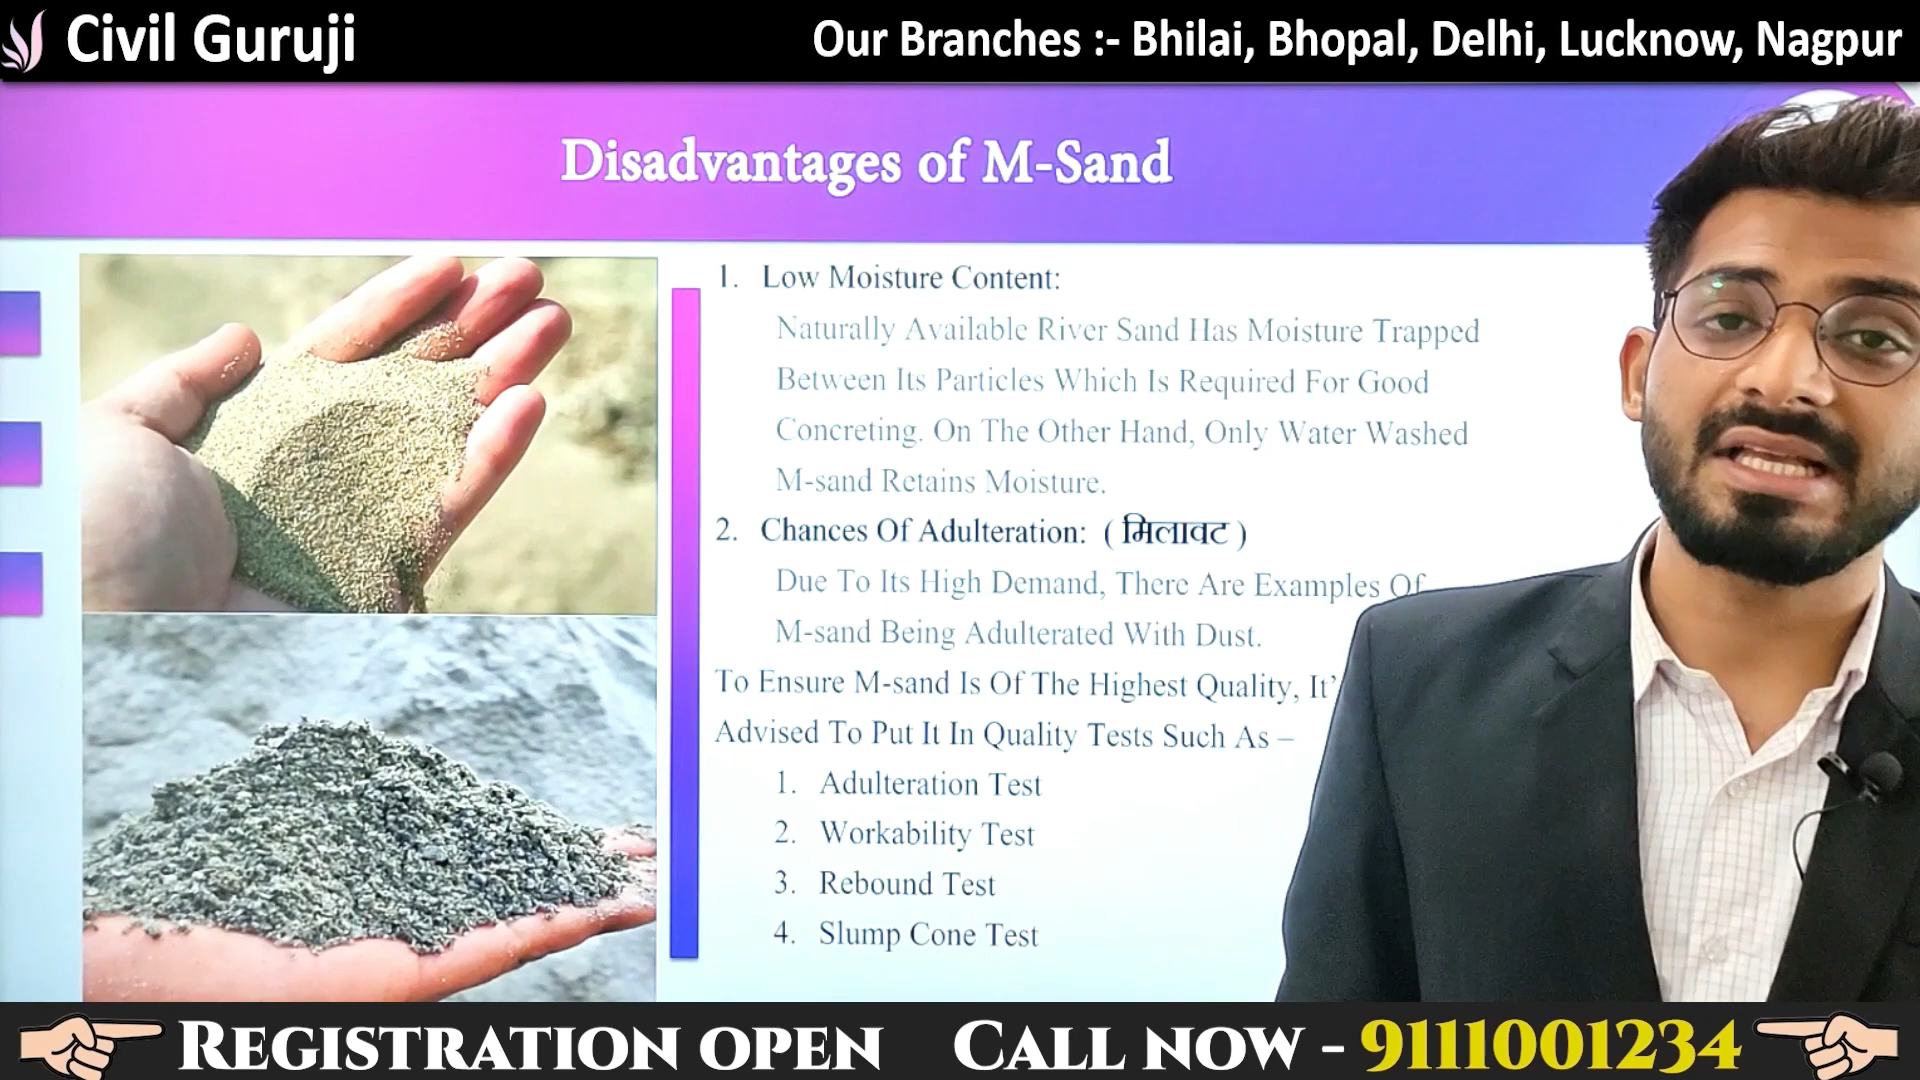 Civil Guruji
Our Branches :- Bhilai, Bhopal, Delhi, Lucknow, Nagpur
Disadvantages of M-Sand
1. Low Moisture Content:
Naturally Available River Sand Has Moisture Trapped
Between Its Particles Which Is Required For Good
Concreting. On The Other Hand, Only Water Washed
M-sand Retains Moisture.
2. Chances Of Adulteration: ( मिलावट )
Due To Its High Demand, There Are Examples Of
M-sand Being Adulterated With Dust.
To Ensure M-sand Is Of The Highest Quality, It'
Advised To Put It In Quality Tests Such As –
1. Adulteration Test
2. Workability Test
3. Rebound Test
4. Slump Cone Test
REGISTRATION OPEN CALL NOW - 9111001234